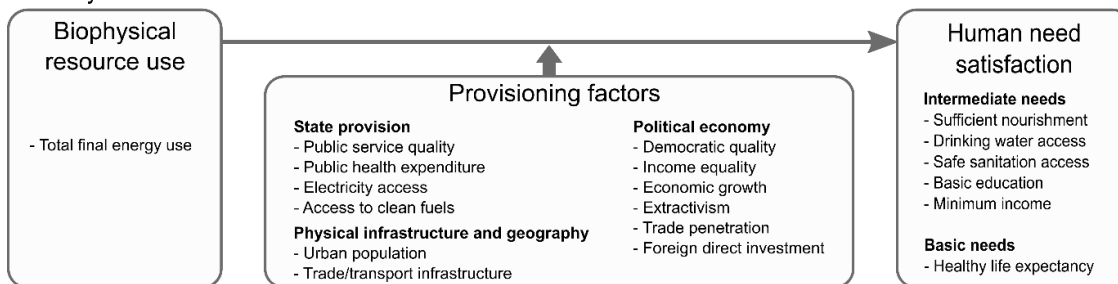 Biophysical
resource use
- Total final energy use
Provisioning factors
State provision
- Public service quality
- Public health expenditure
- Electricity access
- Access to clean fuels
Physical infrastructure and geography
- Urban population
- Trade/transport infrastructure
Political economy
- Democratic quality
- Income equality
- Economic growth
- Extractivism
- Trade penetration
- Foreign direct investment
Human need
satisfaction
Intermediate needs
- Sufficient nourishment
- Drinking water access
- Safe sanitation access
- Basic education
- Minimum income
Basic needs
- Healthy life expectancy